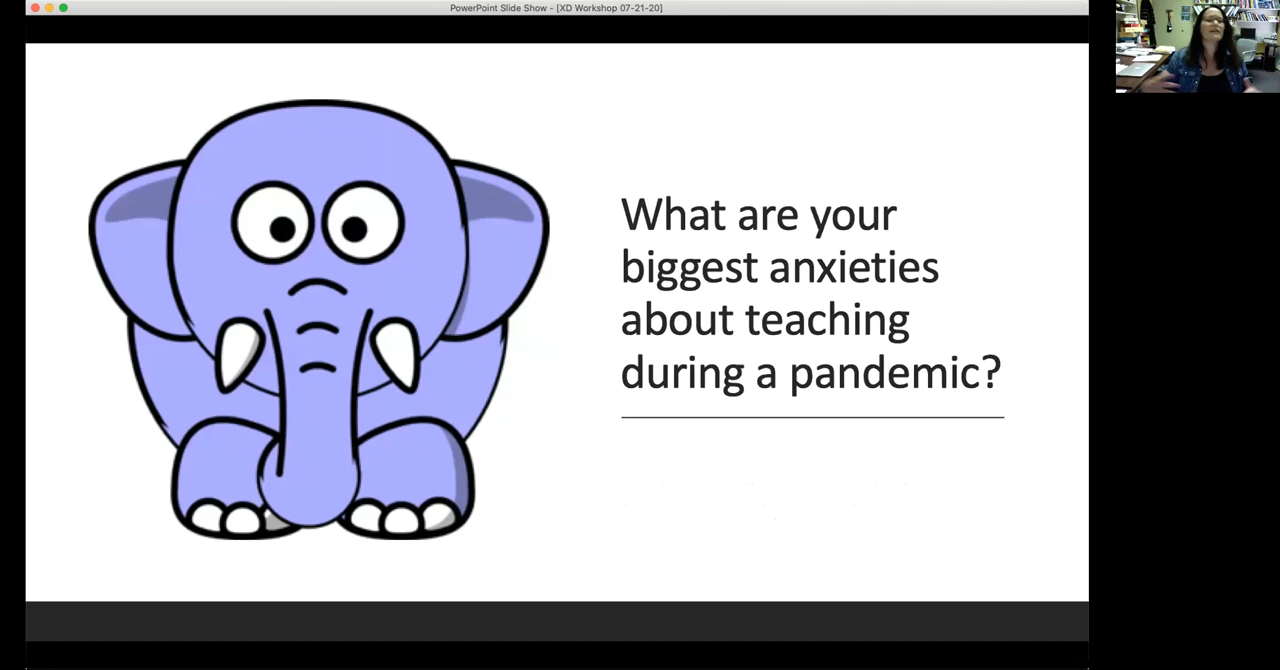 PowerPoint Slide Show - [XD Workshop 07-21-20]
What are your
biggest anxieties
about teaching
during a pandemic?